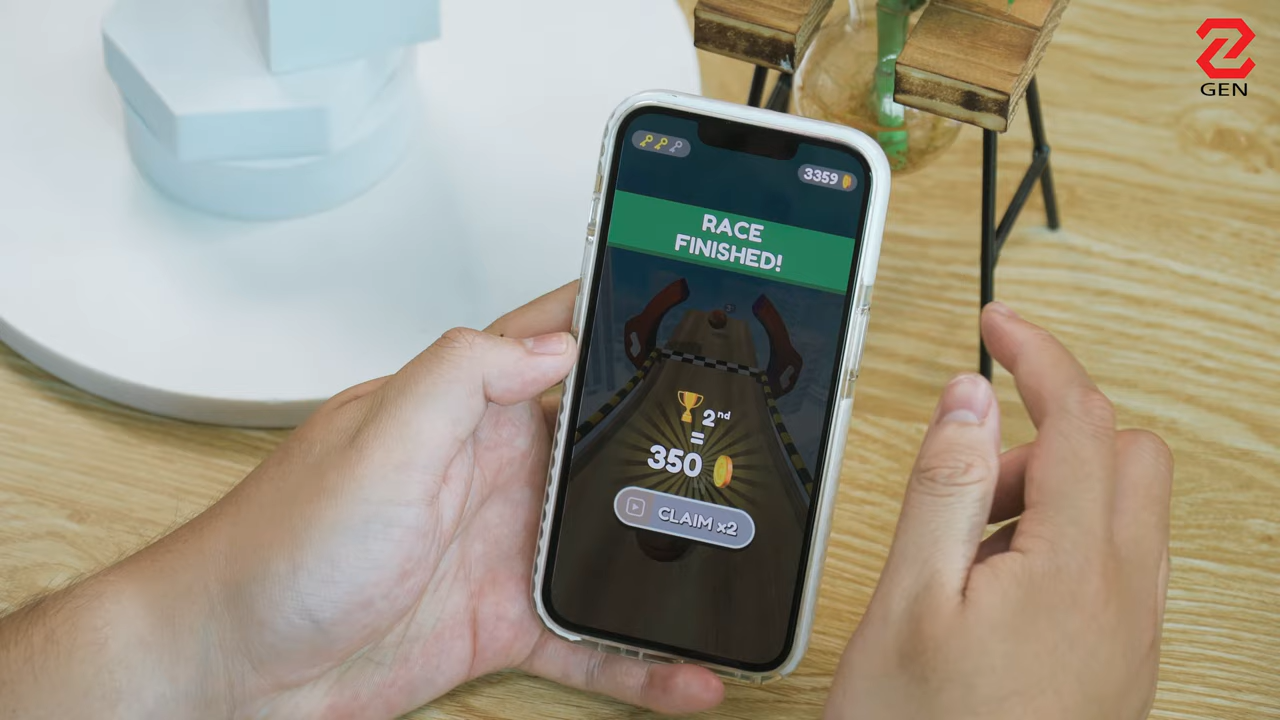 GEN
3359
RACE
FINISHED!
2nd
=
350
CLAIM x2